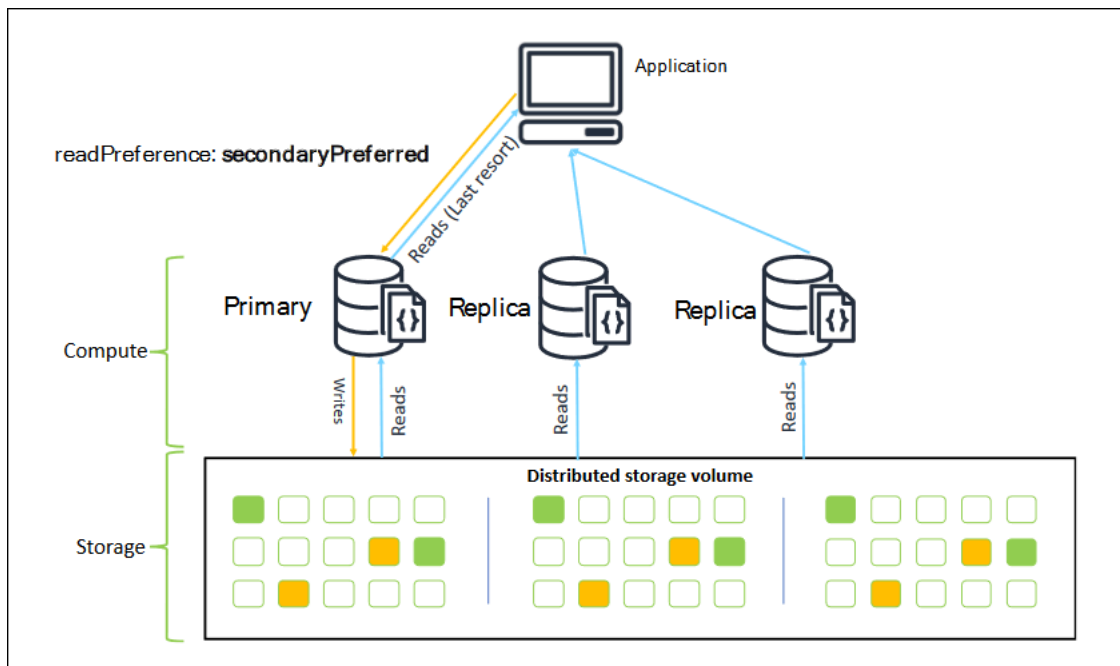 Application
readPreference: secondaryPreferred
Reads (Last resort)
Primary
Replica
Replica
Compute
Writes
Reads
Reads
Reads
Distributed storage volume
Storage